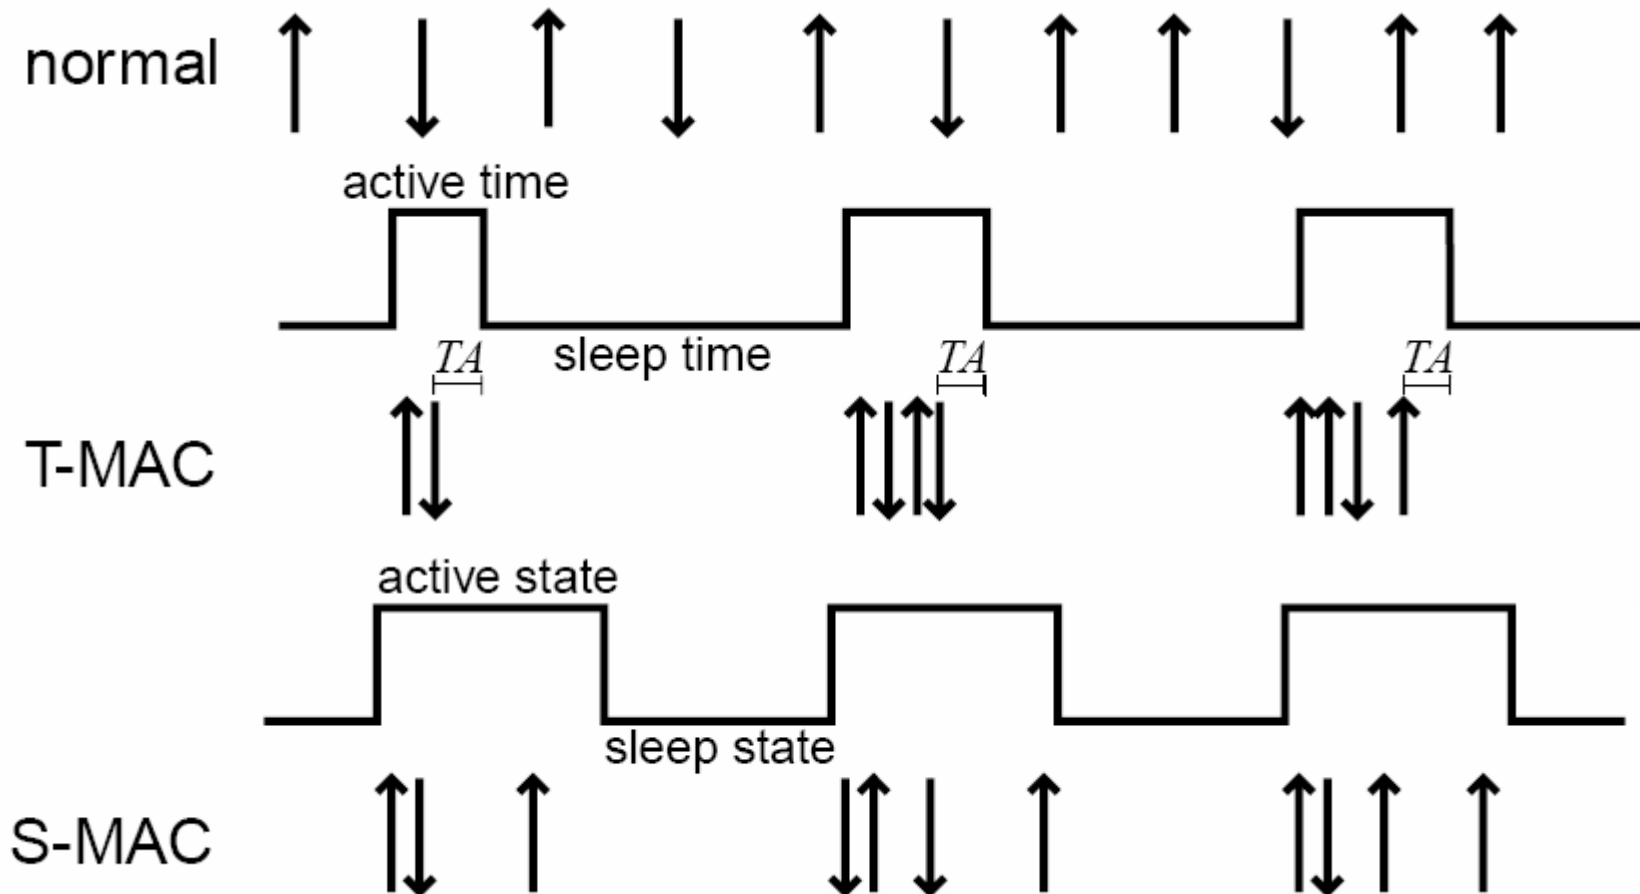 normal
active time
sleep time
TA
TA
TA
T-MAC
active state
sleep state
S-MAC